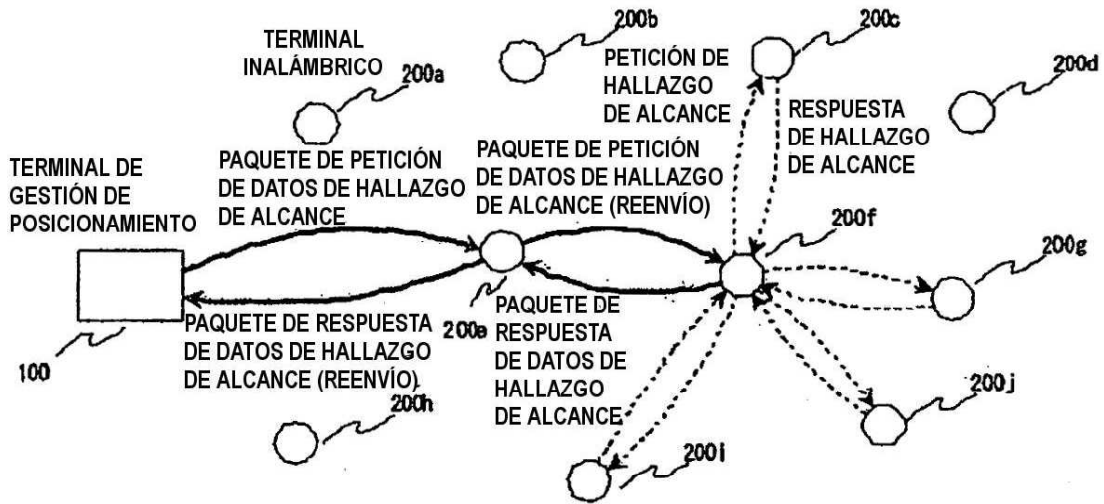 200b
200c
TERMINAL
INALÁMBRICO
200a
PETICIÓN DE
HALLAZGO
DE ALCANCE
200d
RESPUESTA
DE HALLAZGO
DE ALCANCE
TERMINAL DE
GESTIÓN DE
POSICIONAMIENTO
PAQUETE DE PETICIÓN
DE DATOS DE HALLAZGO
DE ALCANCE
PAQUETE DE PETICIÓN
DE DATOS DE HALLAZGO
DE ALCANCE (REENVÍO)
200f
200g
100
PAQUETE DE RESPUESTA
DE DATOS DE HALLAZGO
DE ALCANCE (REENVÍO)
200e
PAQUETE DE
RESPUESTA
DE DATOS DE
HALLAZGO
DE ALCANCE
200h
200i
200j